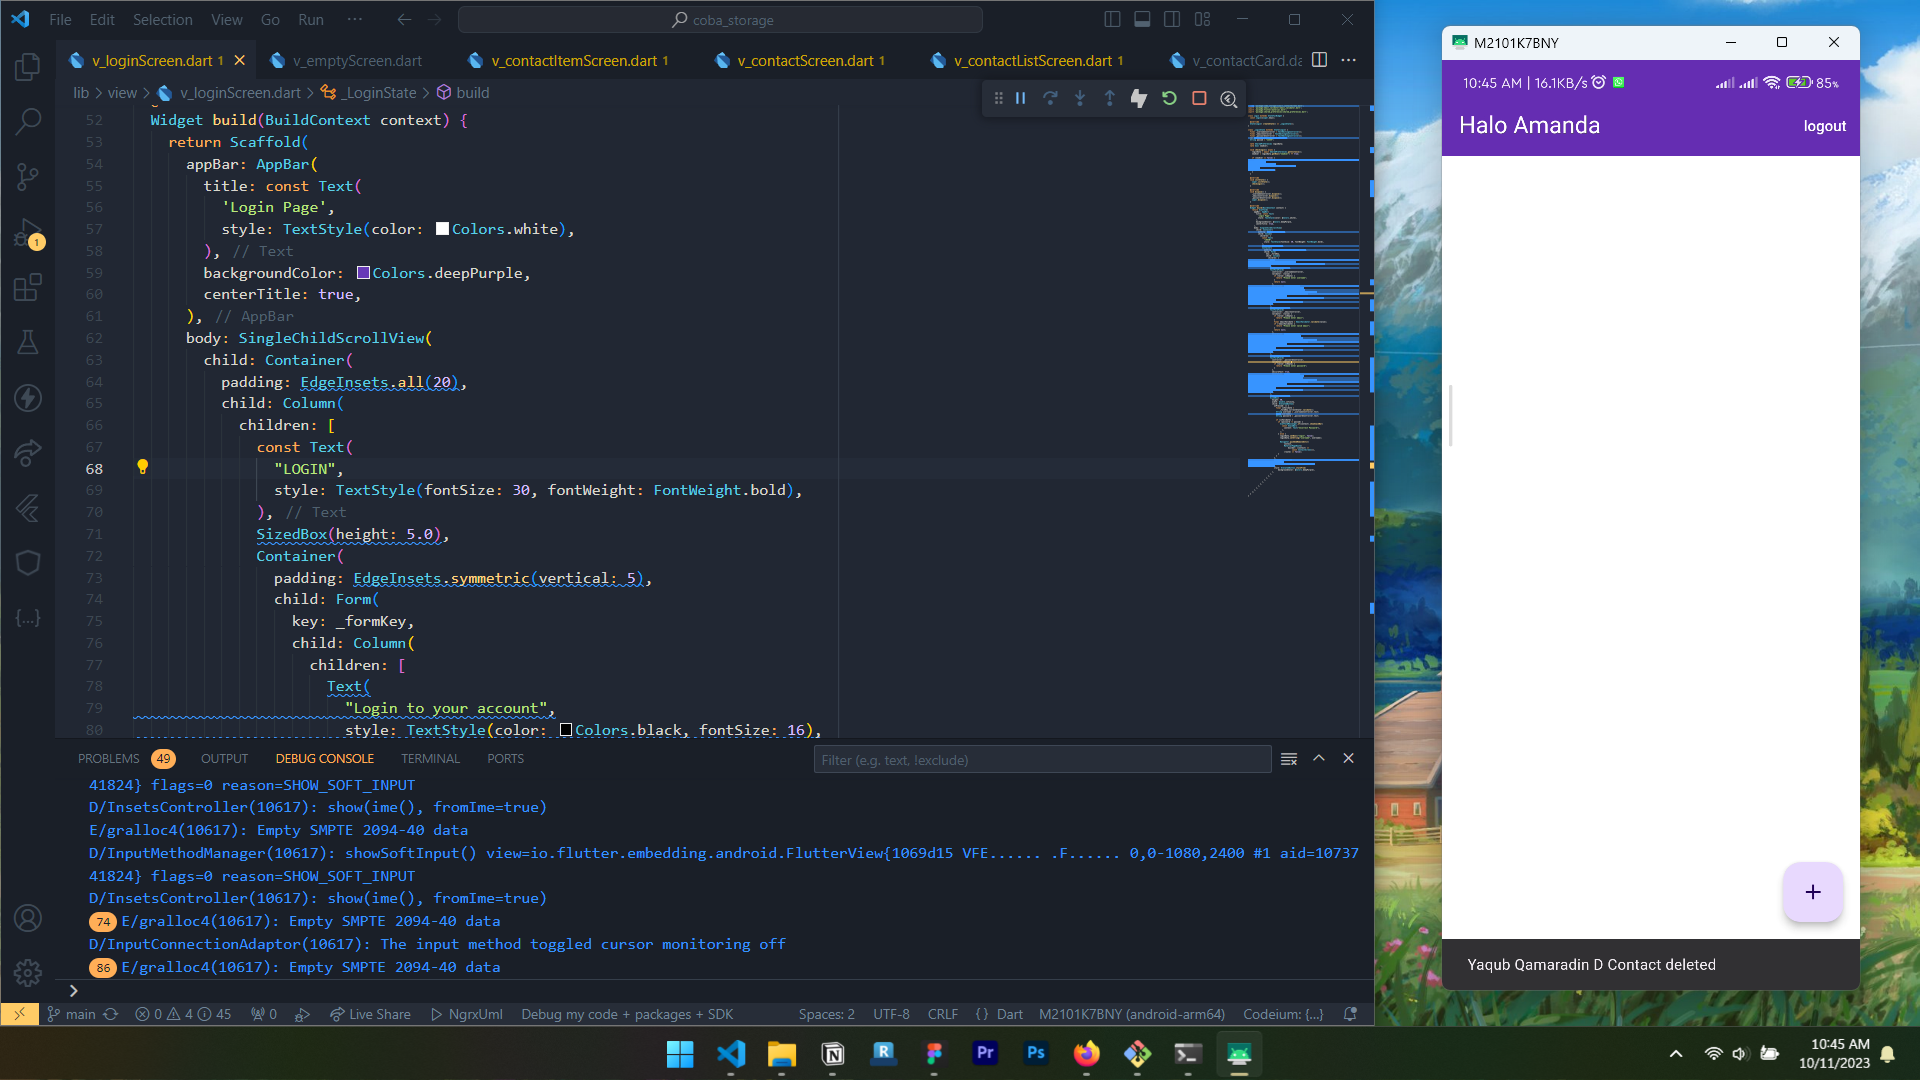 File Edit Selection View Go Run ···
coba_storage
v_loginScreen.dart 1
v_emptyScreen.dart
v_contactItemScreen.dart 1
v_contactScreen.dart 1
v_contactListScreen.dart 1
v_contactCard.da
lib > view > v_loginScreen.dart > _LoginState > build
52 Widget build(BuildContext context) {
53 return Scaffold(
54 appBar: AppBar(
55 title: const Text(
56 'Login Page',
57 style: TextStyle(color: Colors.white),
58 ), // Text
59 backgroundColor: Colors.deepPurple,
60 centerTitle: true,
61 ), // AppBar
62 body: SingleChildScrollView(
63 child: Container(
64 padding: EdgeInsets.all(20),
65 child: Column(
66 children: [
67 const Text(
68 "LOGIN",
69 style: TextStyle(fontSize: 30, fontWeight: FontWeight.bold),
70 ), // Text
71 SizedBox(height: 5.0),
72 Container(
73 padding: EdgeInsets.symmetric(vertical: 5),
74 child: Form(
75 key: _formKey,
76 child: Column(
77 children: [
78 Text(
79 "Login to your account",
80 style: TextStyle(color: Colors.black, fontSize: 16),
1
PROBLEMS 49 OUTPUT DEBUG CONSOLE TERMINAL PORTS
Filter (e.g. text, !exclude)
41824} flags=0 reason=SHOW_SOFT_INPUT
D/InsetsController(10617): show(ime(), fromIme=true)
E/gralloc4(10617): Empty SMPTE 2094-40 data
D/InputMethodManager(10617): showSoftInput() view=io.flutter.embedding.android.FlutterView{1069d15 VFE...... .F...... 0,0-1080,2400 #1 aid=10737
41824} flags=0 reason=SHOW_SOFT_INPUT
D/InsetsController(10617): show(ime(), fromIme=true)
74 E/gralloc4(10617): Empty SMPTE 2094-40 data
D/InputConnectionAdaptor(10617): The input method toggled cursor monitoring off
86 E/gralloc4(10617): Empty SMPTE 2094-40 data
main 0 4 45 0 Live Share NgrxUml Debug my code + packages + SDK Spaces: 2 UTF-8 CRLF {} Dart M2101K7BNY (android-arm64) Codeium: {...}
M2101K7BNY
10:45 AM | 16.1KB/s 85%
Halo Amanda
logout
+
Yaqub Qamaradin D Contact deleted
R Pr Ps
10:45 AM
10/11/2023